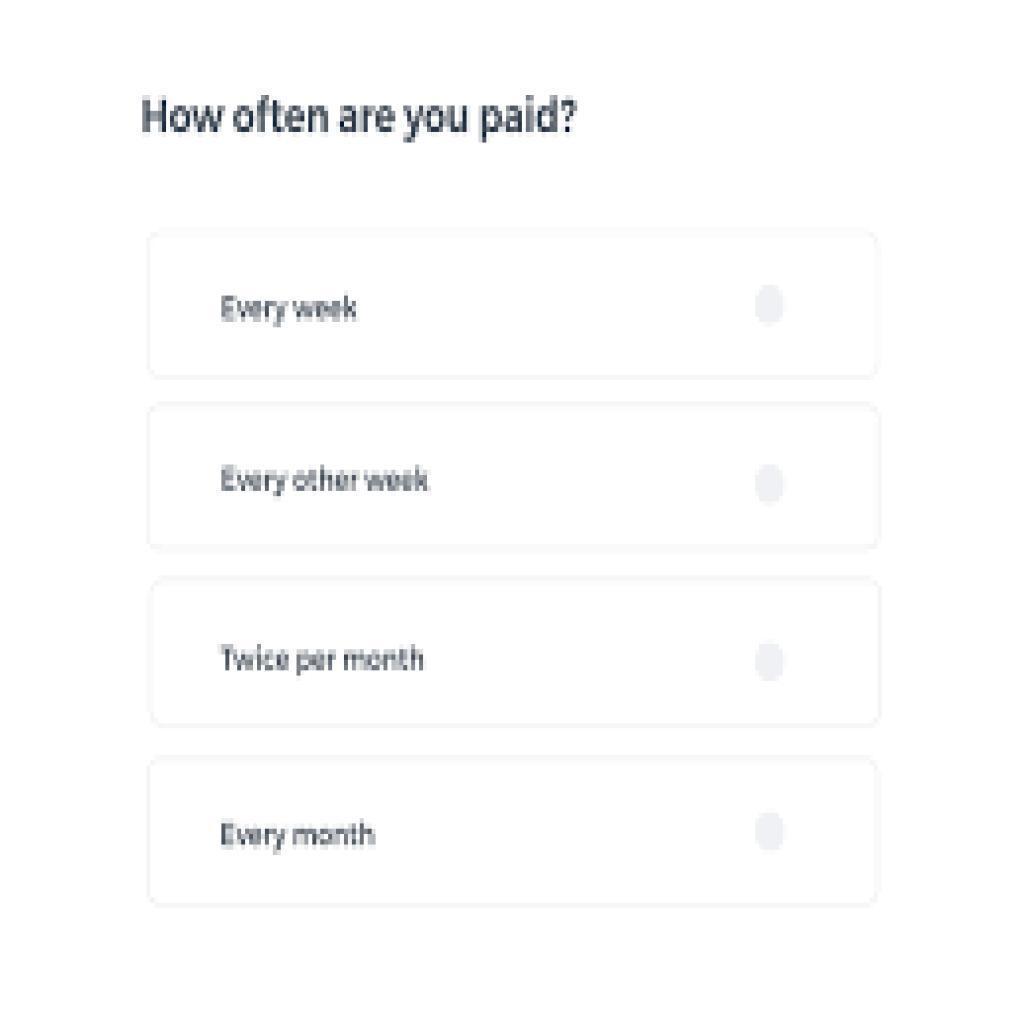 How often are you paid?
Every week
Every other week
Twice per month
Every month